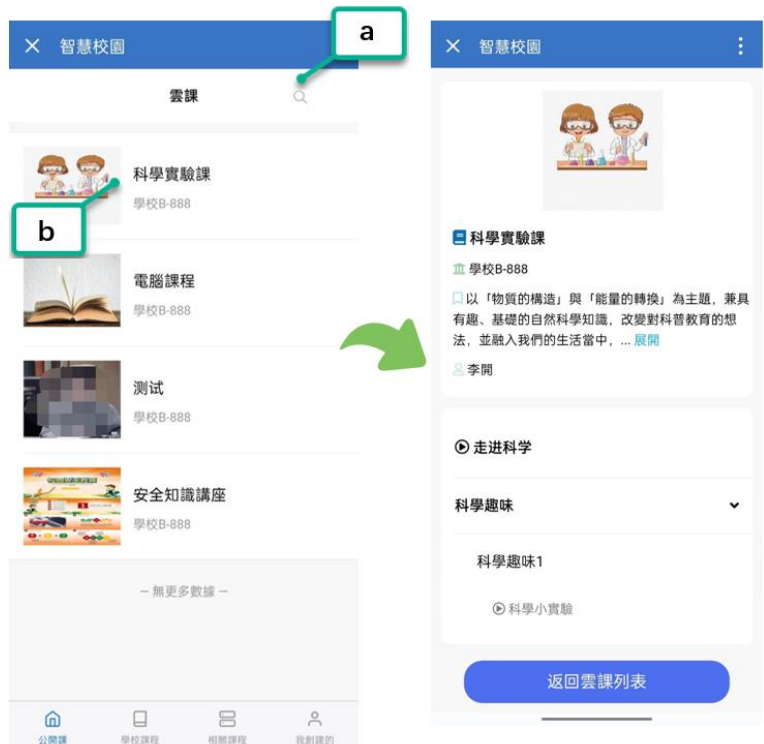 智慧校園
a
雲課
科學實驗課
學校B-888
b
電腦課程
學校B-888
测试
學校B-888
安全知識講座
學校B-888
– 無更多數據 –
公開課
學校課程
相關課程
我創建的
智慧校園
科學實驗課
學校B-888
以「物質的構造」與「能量的轉換」為主題，兼具
有趣、基礎的自然科學知識，改變對科普教育的想
法，並融入我們的生活當中，... 展開
李開
走进科学
科學趣味
科學趣味1
科學小實驗
返回雲課列表